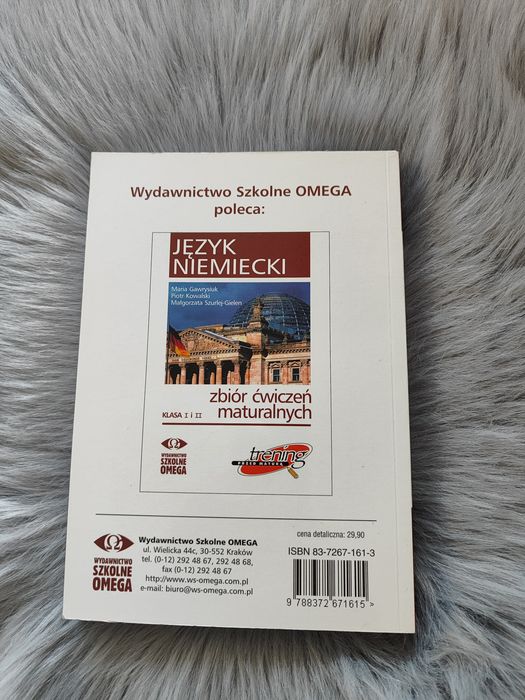 Wydawnictwo Szkolne OMEGA
poleca:
JĘZYK
NIEMIECKI
Maria Gawrysiuk
Piotr Kowalski
Małgorzata Szurlej-Gielen
zbiór ćwiczeń
KLASA I i II maturalnych
WYDAWNICTWO
SZKOLNE
OMEGA
trening
PRZED MATURĄ
cena detaliczna: 29,90
WYDAWNICTWO
SZKOLNE
OMEGA
Wydawnictwo Szkolne OMEGA
ul. Wielicka 44c, 30-552 Kraków
tel. (0-12) 292 48 67, 292 48 68,
fax (0-12) 292 48 67
http://www.ws-omega.com.pl
e-mail: biuro@ws-omega.com.pl
ISBN 83-7267-161-3
9 788372 671615 >